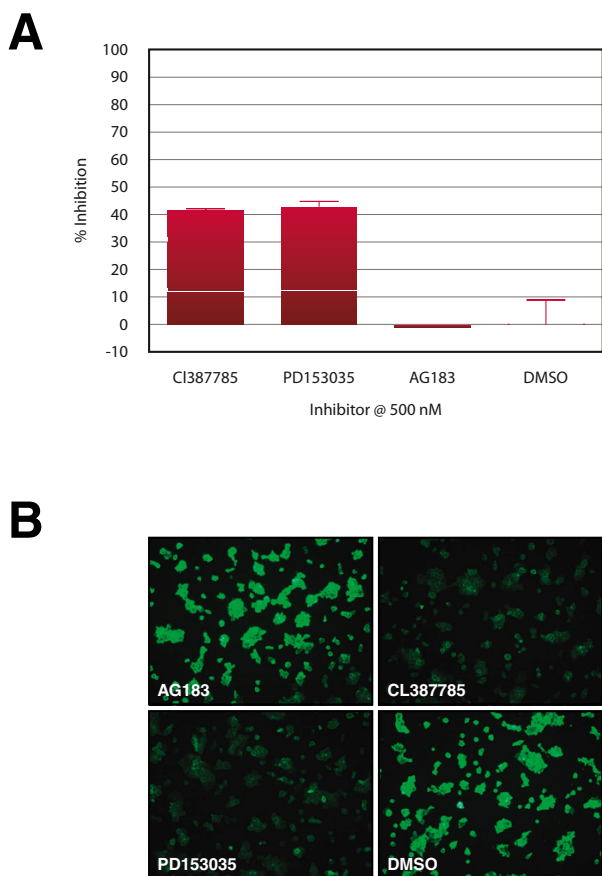 A
100
90
80
70
60
50
40
30
20
10
0
-10
% Inhibition
CI387785 PD153035 AG183 DMSO
Inhibitor @ 500 nM
B
AG183 CL387785
PD153035 DMSO